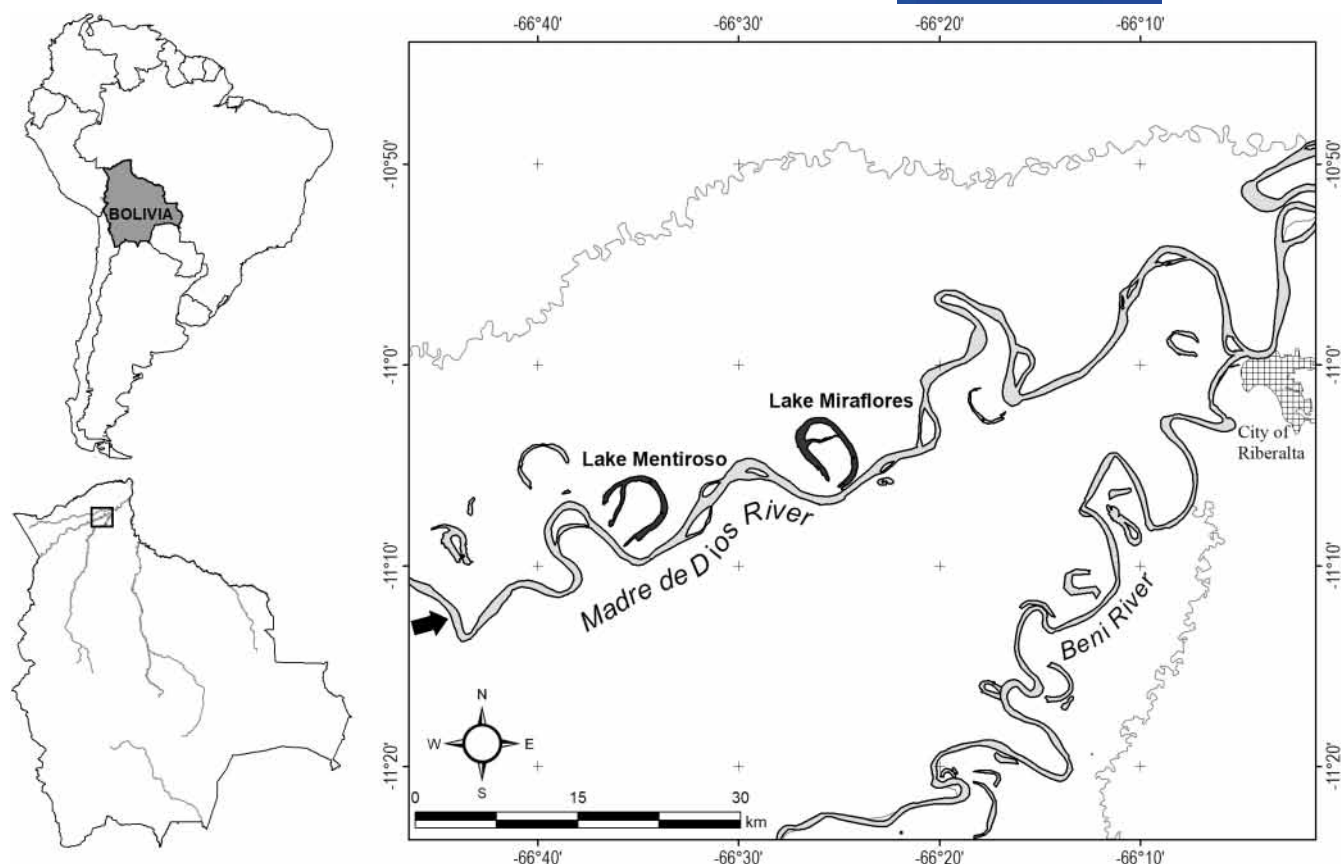 -66°40'
-66°30'
-66°20'
-66°10'
BOLIVIA
-10°50'
-10°50'
-11°0'
-11°0'
Lake Miraflores
City of
Riberalta
Lake Mentiroso
Madre de Dios River
-11°10'
-11°10'
Beni River
N
W
E
S
-11°20'
-11°20'
0
15
30
km
-66°40'
-66°30'
-66°20'
-66°10'